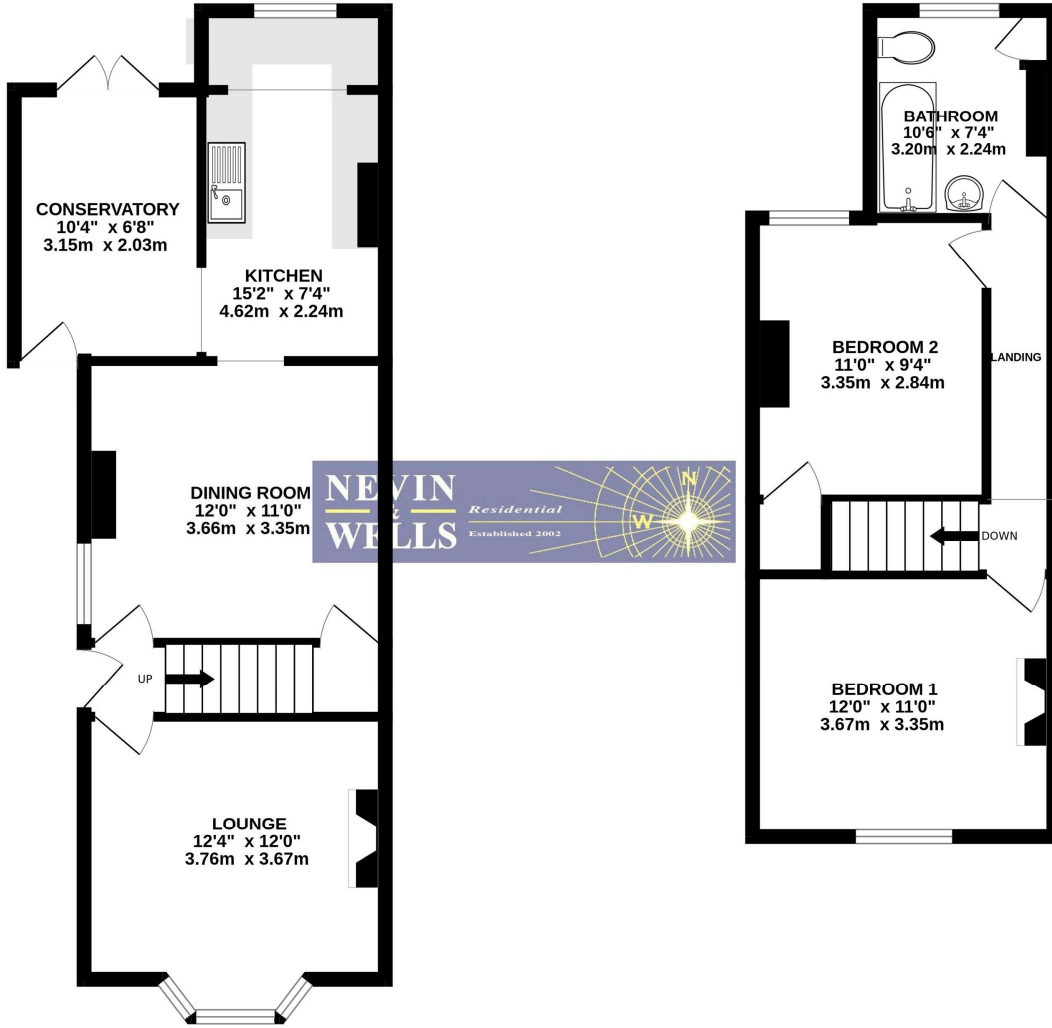 CONSERVATORY
10'4" x 6'8"
3.15m x 2.03m
KITCHEN
15'2" x 7'4"
4.62m x 2.24m
DINING ROOM
12'0" x 11'0"
3.66m x 3.35m
UP
LOUNGE
12'4" x 12'0"
3.76m x 3.67m
NEVIN
&
WELLS
Residential
Established 2002
N
W
BATHROOM
10'6" x 7'4"
3.20m x 2.24m
BEDROOM 2
11'0" x 9'4"
3.35m x 2.84m
LANDING
DOWN
BEDROOM 1
12'0" x 11'0"
3.67m x 3.35m